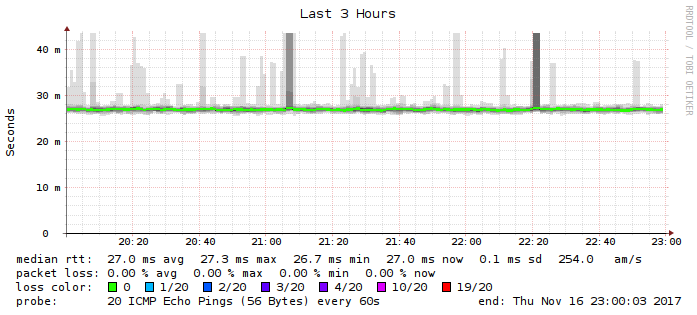 Last 3 Hours
RRDTOOL / TOBI OETIKER
Seconds
40 m
30 m
20 m
10 m
0
20:20 20:40 21:00 21:20 21:40 22:00 22:20 22:40 23:00
median rtt: 27.0 ms avg 27.3 ms max 26.7 ms min 27.0 ms now 0.1 ms sd 254.0 am/s
packet loss: 0.00 % avg 0.00 % max 0.00 % min 0.00 % now
loss color: 0 1/20 2/20 3/20 4/20 10/20 19/20
probe: 20 ICMP Echo Pings (56 Bytes) every 60s end: Thu Nov 16 23:00:03 2017